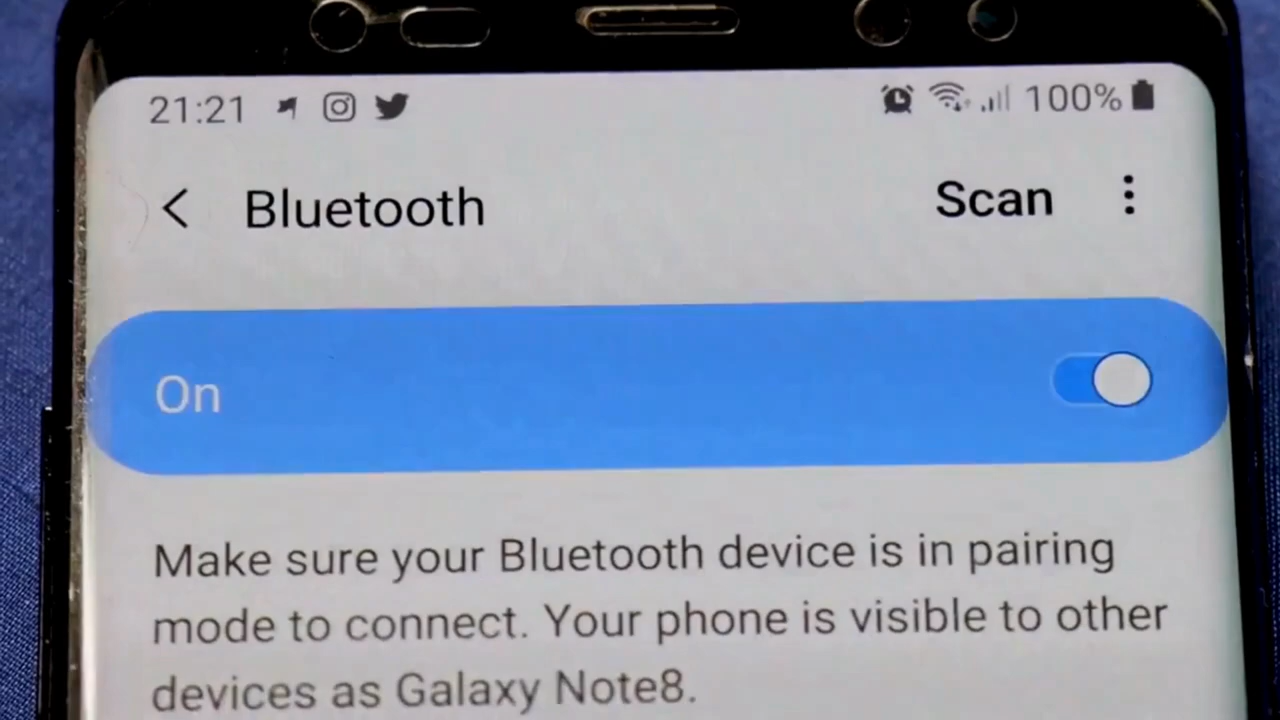 21:21 100%
Bluetooth Scan
On
Make sure your Bluetooth device is in pairing
mode to connect. Your phone is visible to other
devices as Galaxy Note8.